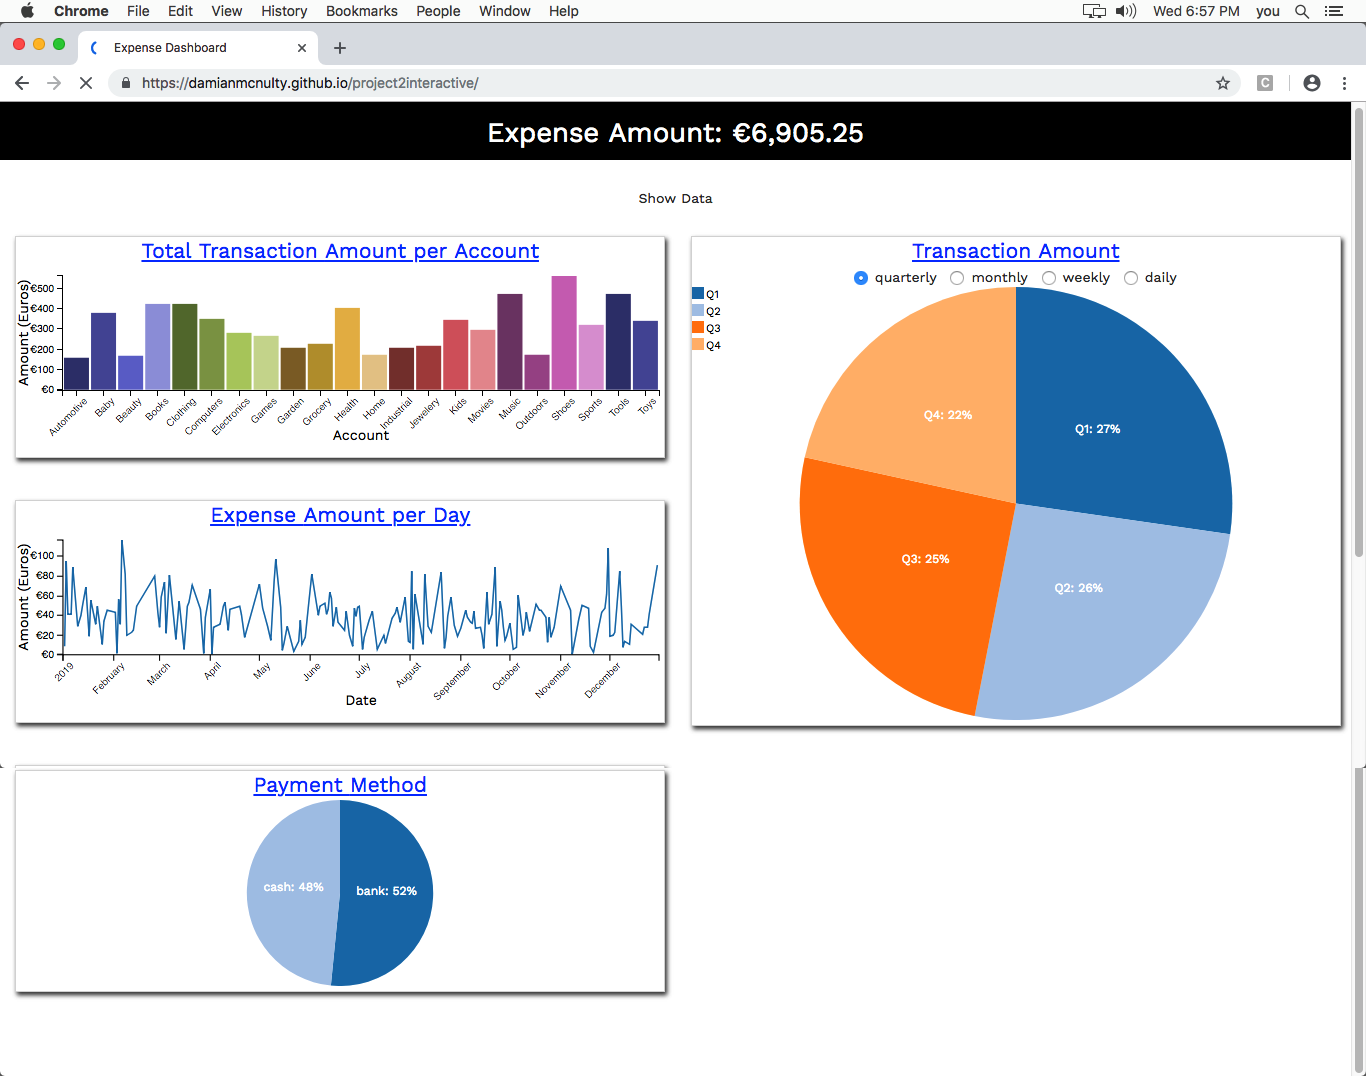 Chrome File Edit View History Bookmarks People Window Help Wed 6:57 PM you
Expense Dashboard
https://damianmcnulty.github.io/project2interactive/
C
Expense Amount: €6,905.25
Show Data
Total Transaction Amount per Account
Amount (Euros)
€500
€400
€300
€200
€100
€0
Automotive Baby Beauty Books Clothing Computers Electronics Games Garden Grocery Health Home Industrial Jewelery Kids Movies Music Outdoors Shoes Sports Tools Toys
Account
Expense Amount per Day
Amount (Euros)
€100
€80
€60
€40
€20
€0
2019 February March April May June July August September October November December
Date
Transaction Amount
quarterly monthly weekly daily
Q1
Q2
Q3
Q4
Q4: 22%
Q1: 27%
Q3: 25%
Q2: 26%
Payment Method
cash: 48%
bank: 52%